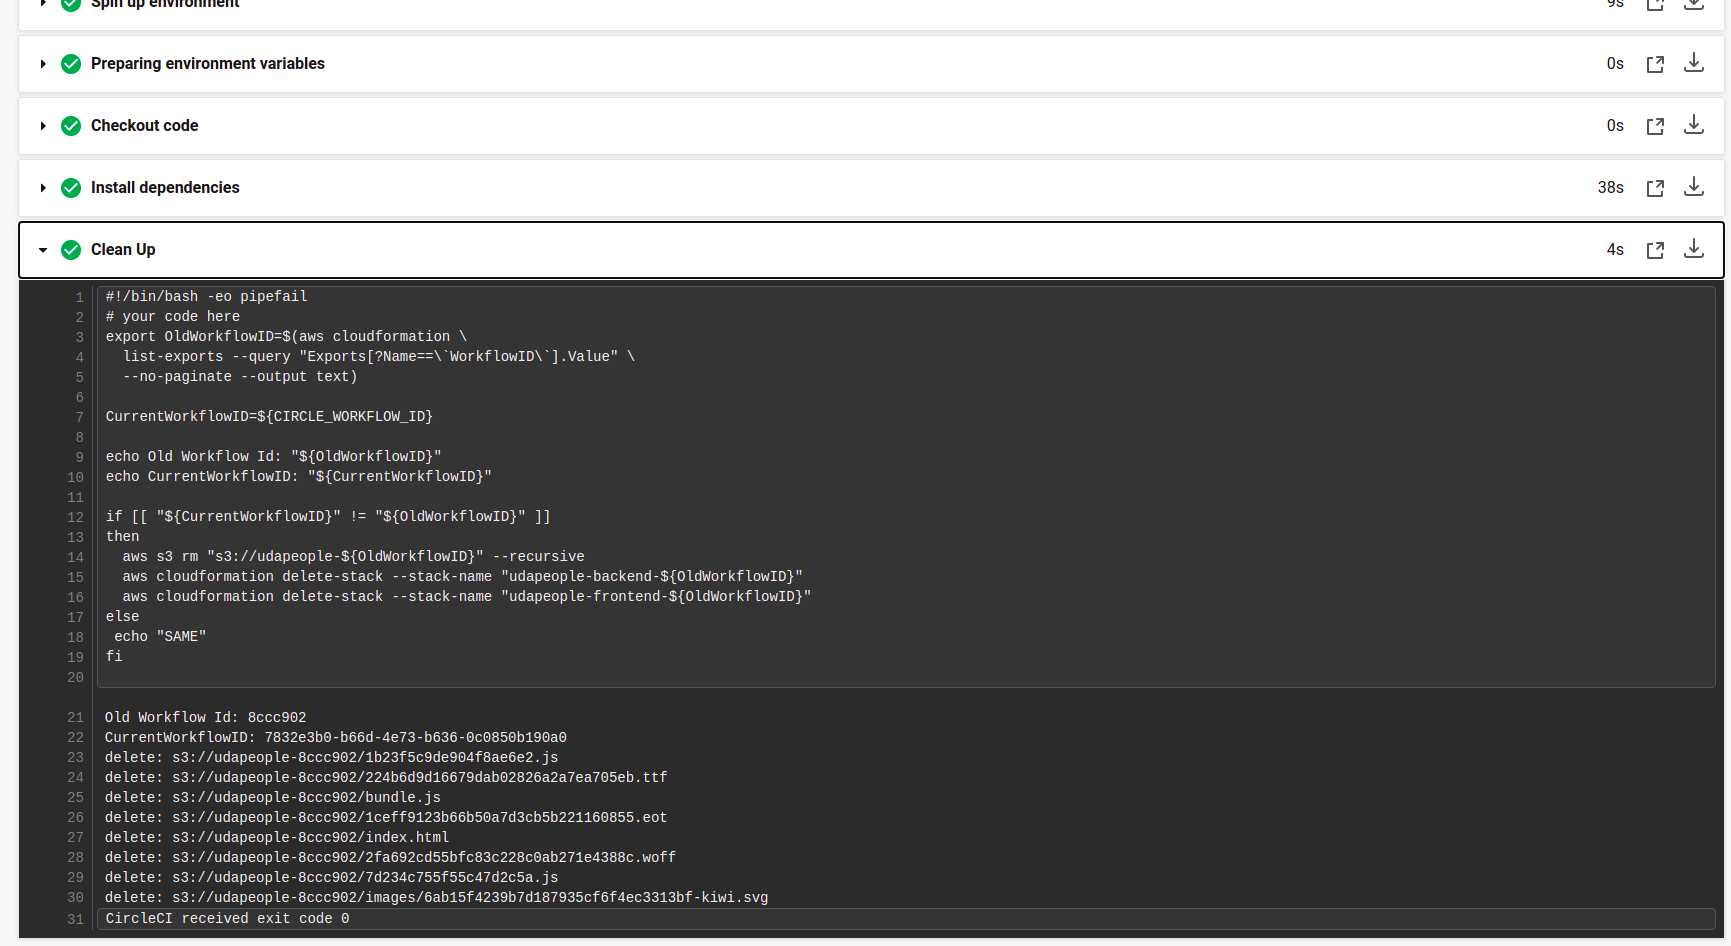 Spin up environment 9s
Preparing environment variables 0s
Checkout code 0s
Install dependencies 38s
Clean Up 4s
1 #!/bin/bash -eo pipefail
2 # your code here
3 export OldWorkflowID=$(aws cloudformation \
4   list-exports --query "Exports[?Name==\`WorkflowID\`].Value" \
5   --no-paginate --output text)
6
7 CurrentWorkflowID=${CIRCLE_WORKFLOW_ID}
8
9 echo Old Workflow Id: "${OldWorkflowID}"
10 echo CurrentWorkflowID: "${CurrentWorkflowID}"
11
12 if [[ "${CurrentWorkflowID}" != "${OldWorkflowID}" ]]
13 then
14   aws s3 rm "s3://udapeople-${OldWorkflowID}" --recursive
15   aws cloudformation delete-stack --stack-name "udapeople-backend-${OldWorkflowID}"
16   aws cloudformation delete-stack --stack-name "udapeople-frontend-${OldWorkflowID}"
17 else
18  echo "SAME"
19 fi
20
21 Old Workflow Id: 8ccc902
22 CurrentWorkflowID: 7832e3b0-b66d-4e73-b636-0c0850b190a0
23 delete: s3://udapeople-8ccc902/1b23f5c9de904f8ae6e2.js
24 delete: s3://udapeople-8ccc902/224b6d9d16679dab02826a2a7ea705eb.ttf
25 delete: s3://udapeople-8ccc902/bundle.js
26 delete: s3://udapeople-8ccc902/1ceff9123b66b50a7d3cb5b221160855.eot
27 delete: s3://udapeople-8ccc902/index.html
28 delete: s3://udapeople-8ccc902/2fa692cd55bfc83c228c0ab271e4388c.woff
29 delete: s3://udapeople-8ccc902/7d234c755f55c47d2c5a.js
30 delete: s3://udapeople-8ccc902/images/6ab15f4239b7d187935cf6f4ec3313bf-kiwi.svg
31 CircleCI received exit code 0